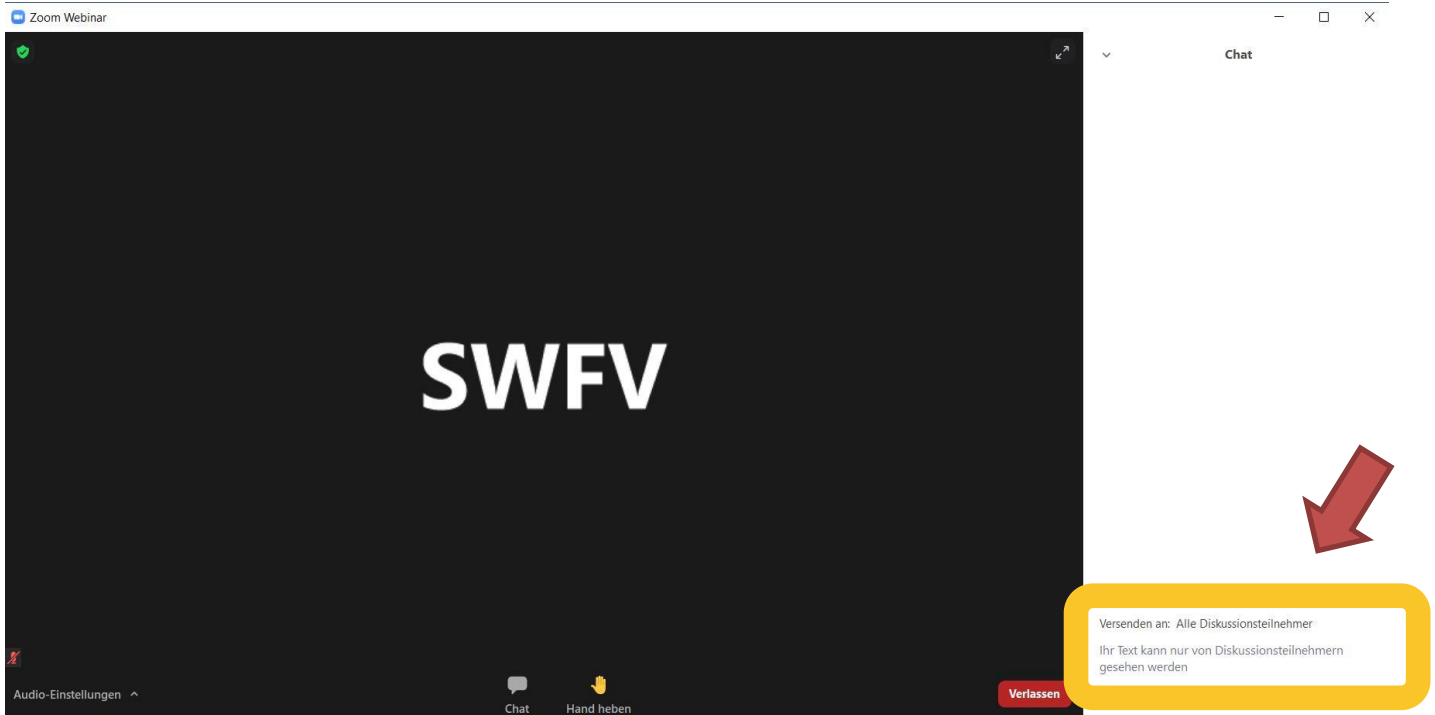 Zoom Webinar
Chat
SWFV
Versenden an: Alle Diskussionsteilnehmer
Ihr Text kann nur von Diskussionsteilnehmern
gesehen werden
Audio-Einstellungen
Chat
Hand heben
Verlassen